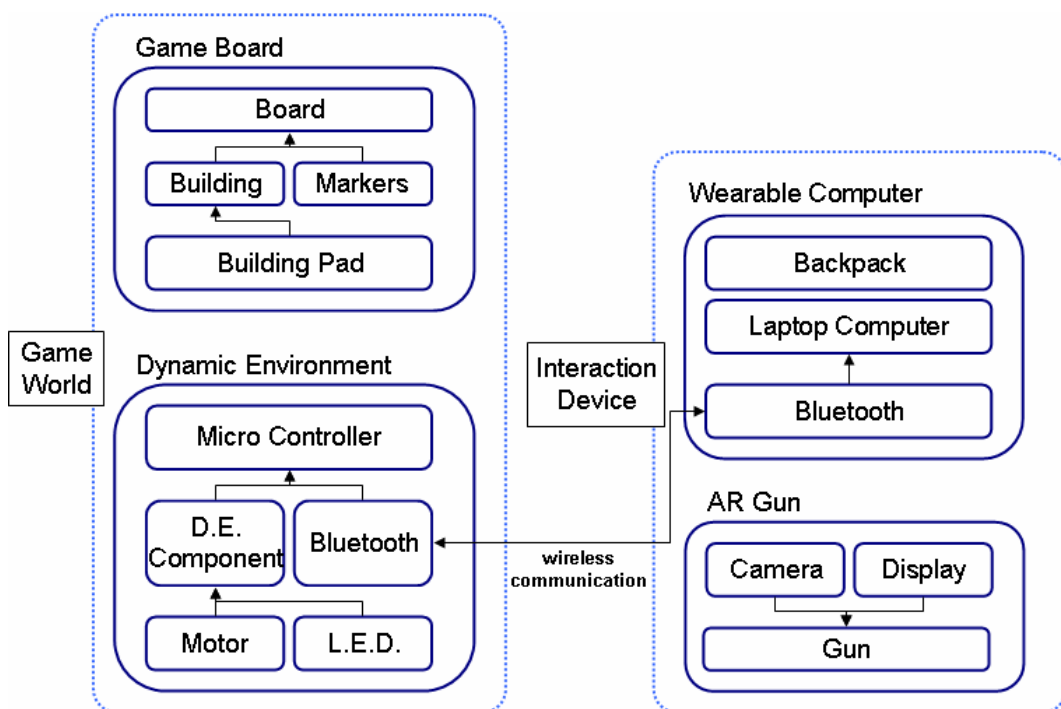 Game Board
Board
Building
Markers
Building Pad
Game
World
Dynamic Environment
Micro Controller
D.E.
Component
Bluetooth
Motor
L.E.D.
wireless
communication
Interaction
Device
Wearable Computer
Backpack
Laptop Computer
Bluetooth
AR Gun
Camera
Display
Gun